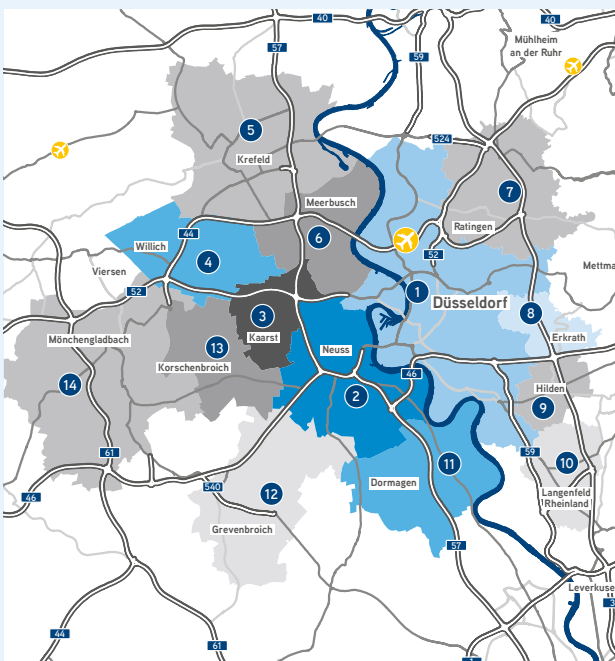 40
40
57
59
Mühlheim
an der Ruhr
5
Krefeld
524
7
Meerbusch
Ratingen
44
Willich
6
52
4
Viersen
Mettma
52
1
Düsseldorf
3
Kaarst
8
Mönchengladbach
13
Neuss
Erkrath
Korschenbroich
46
14
2
Hilden
9
61
59
11
10
Dormagen
Langenfeld
Rheinland
46
540
12
Grevenbroich
57
Leverkuse
3
44
61